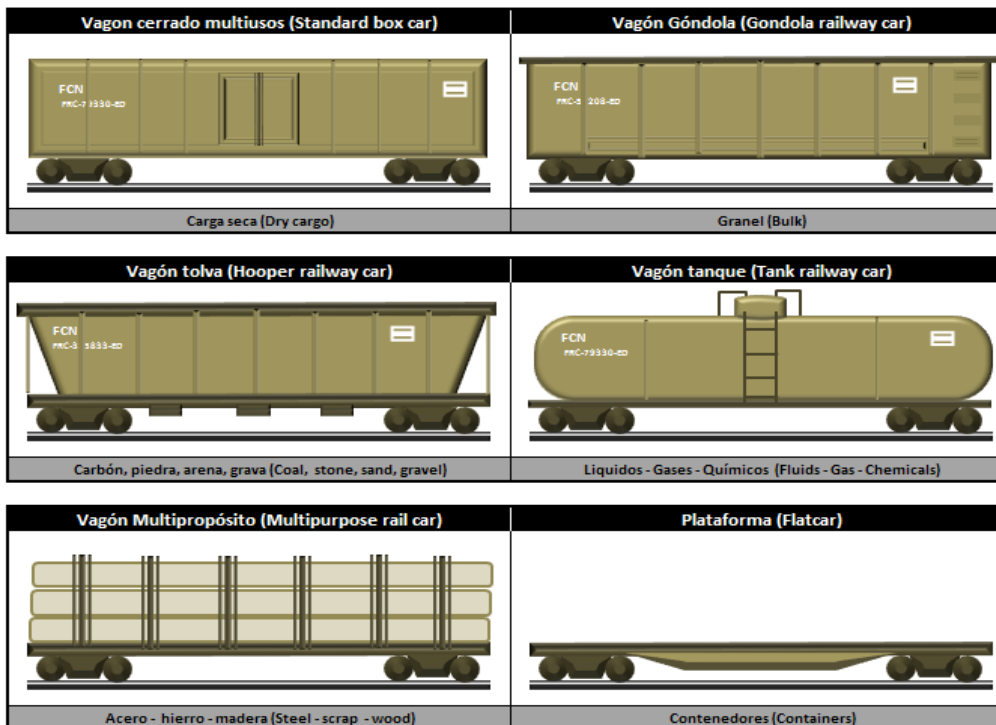 Vagon cerrado multiusos (Standard box car)
Vagón Góndola (Gondola railway car)
FCN
FCN
Carga seca (Dry cargo)
Granel (Bulk)
Vagón tolva (Hooper railway car)
Vagón tanque (Tank railway car)
FCN
FCN
PRC-79330-ED
Carbón, piedra, arena, grava (Coal, stone, sand, gravel)
Liquidos - Gases - Químicos (Fluids - Gas - Chemicals)
Vagón Multipropósito (Multipurpose rail car)
Plataforma (Flatcar)
Acero - hierro - madera (Steel - scrap - wood)
Contenedores (Containers)